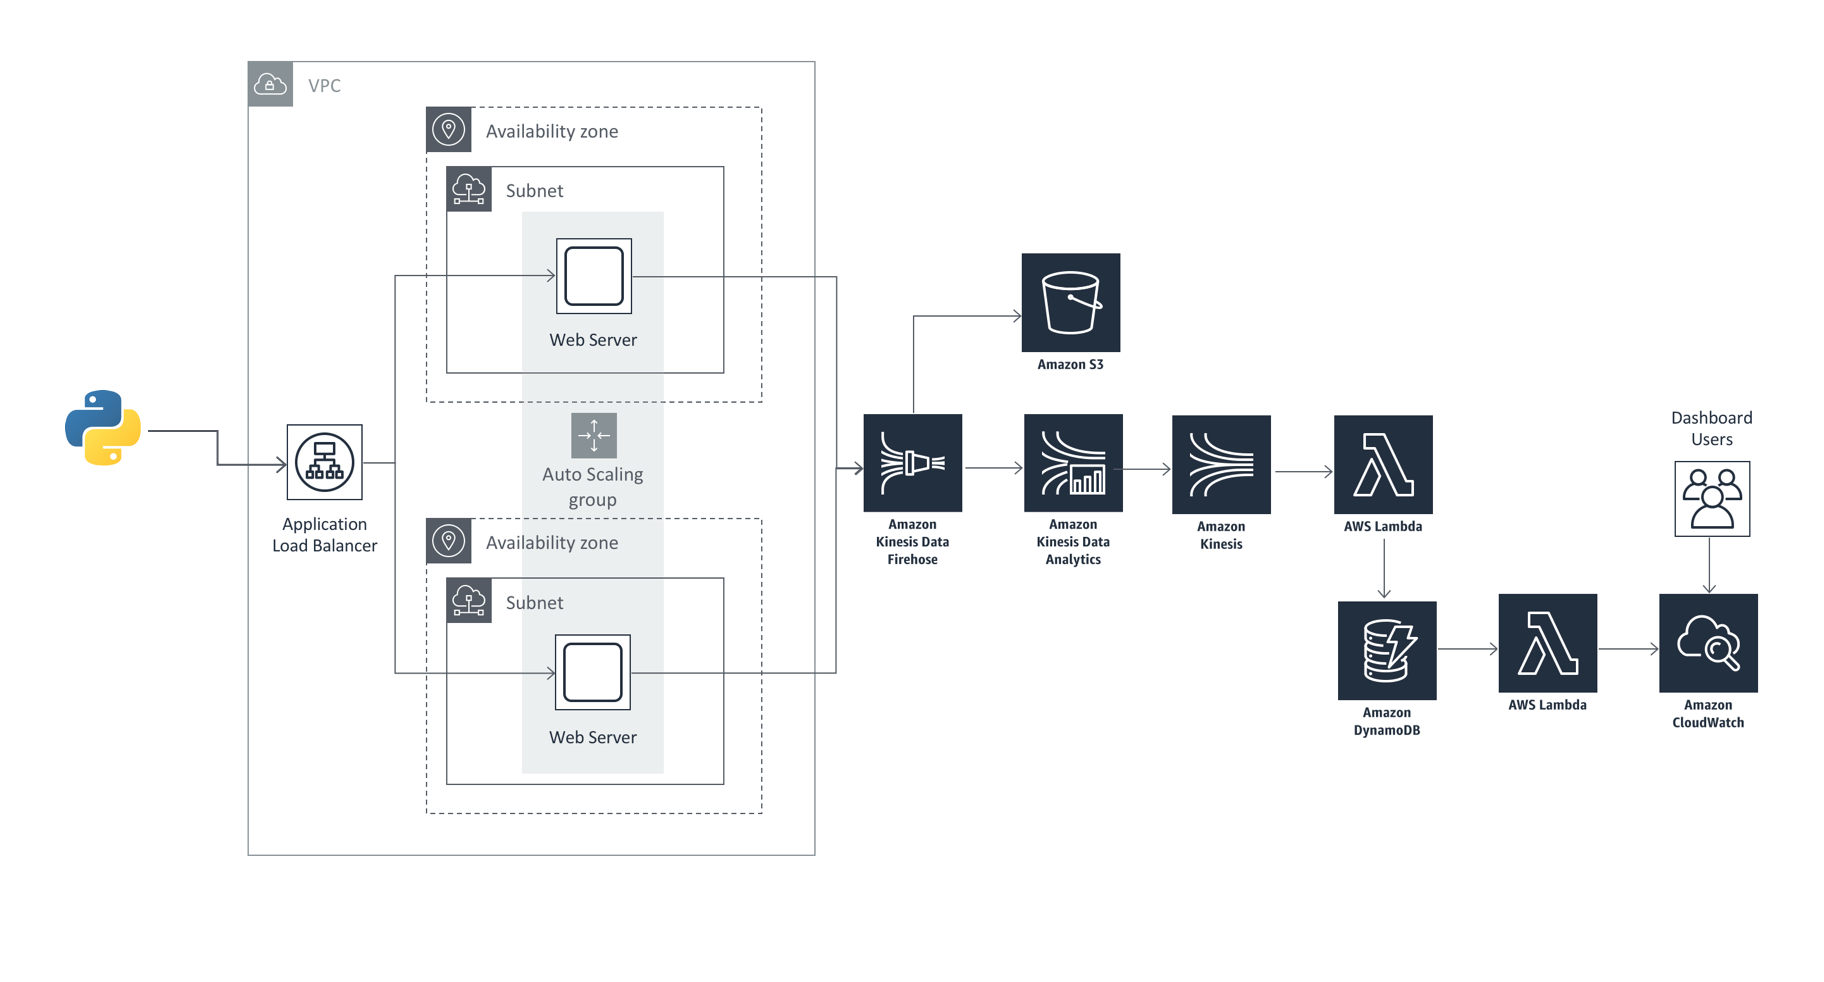 VPC
Availability zone
Subnet
Web Server
Auto Scaling
group
Application
Load Balancer
Availability zone
Subnet
Web Server
Amazon S3
Amazon
Kinesis Data
Firehose
Amazon
Kinesis Data
Analytics
Amazon
Kinesis
AWS Lambda
Dashboard
Users
Amazon
DynamoDB
AWS Lambda
Amazon
CloudWatch